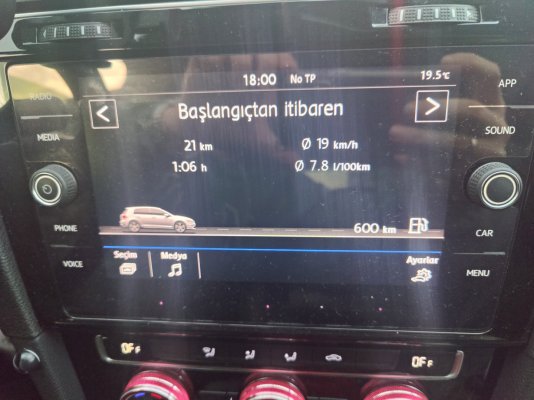 18:00 No TP 19.5°C
RADIO
APP
Başlangıçtan itibaren
MEDIA
SOUND
21 km Ø 19 km/h
1:06 h Ø 7.8 l/100km
PHONE
600 km
CAR
VOICE
Seçim Medya Ayarlar
MENU
OFF OFF